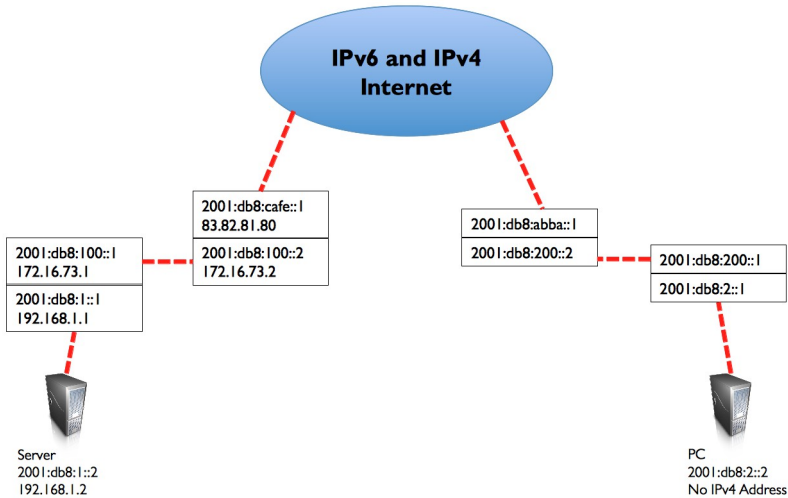 IPv6 and IPv4
Internet
2001:db8:cafe::1
83.82.81.80
2001:db8:100::2
172.16.73.2
2001:db8:100::1
172.16.73.1
2001:db8:1::1
192.168.1.1
2001:db8:abba::1
2001:db8:200::2
2001:db8:200::1
2001:db8:2::1
Server
2001:db8:1::2
192.168.1.2
PC
2001:db8:2::2
No IPv4 Address